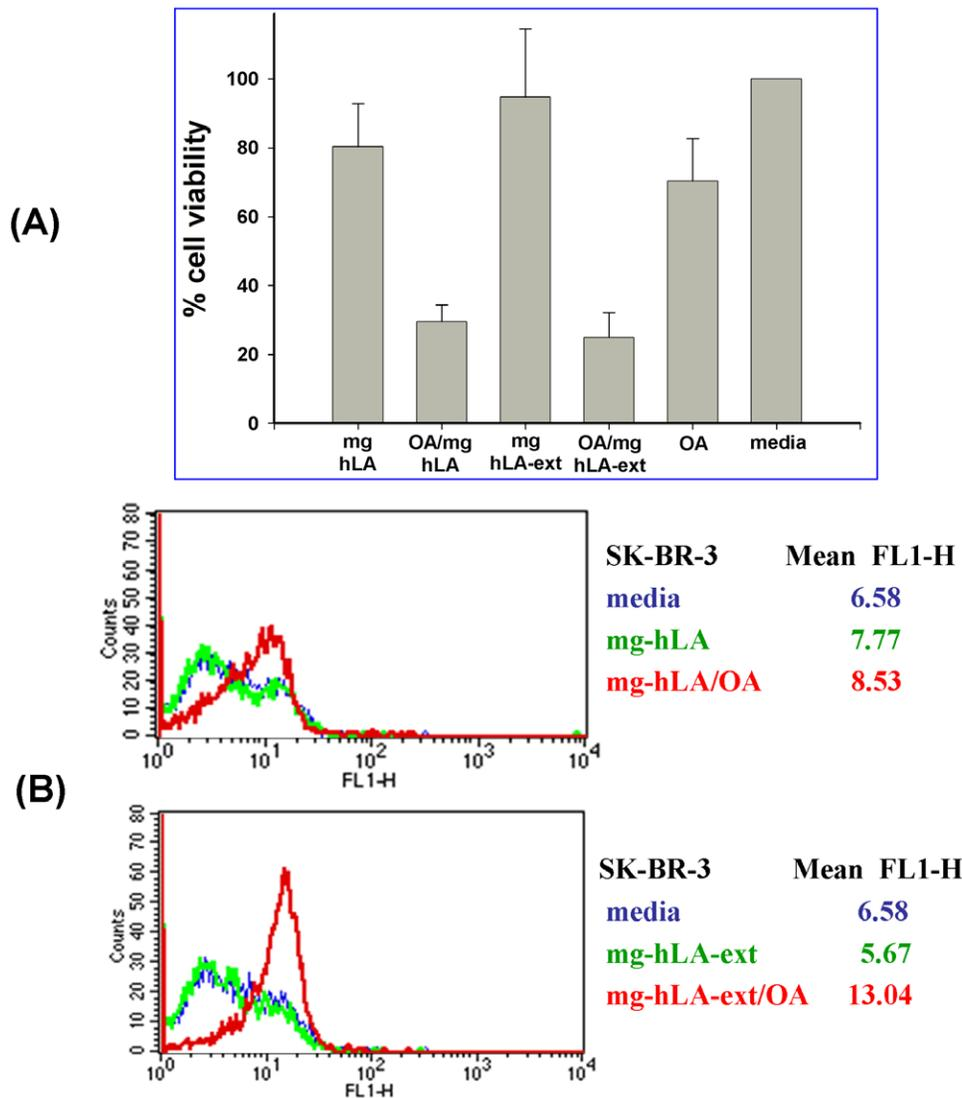 (A)
% cell viability
100
80
60
40
20
0
mg hLA
OA/mg hLA
mg hLA-ext
OA/mg hLA-ext
OA
media
(B)
Counts
80
70
60
50
40
30
20
10
0
10^0 10^1 10^2 10^3 10^4
FL1-H
SK-BR-3 Mean FL1-H
media 6.58
mg-hLA 7.77
mg-hLA/OA 8.53
Counts
80
70
60
50
40
30
20
10
0
10^0 10^1 10^2 10^3 10^4
FL1-H
SK-BR-3 Mean FL1-H
media 6.58
mg-hLA-ext 5.67
mg-hLA-ext/OA 13.04